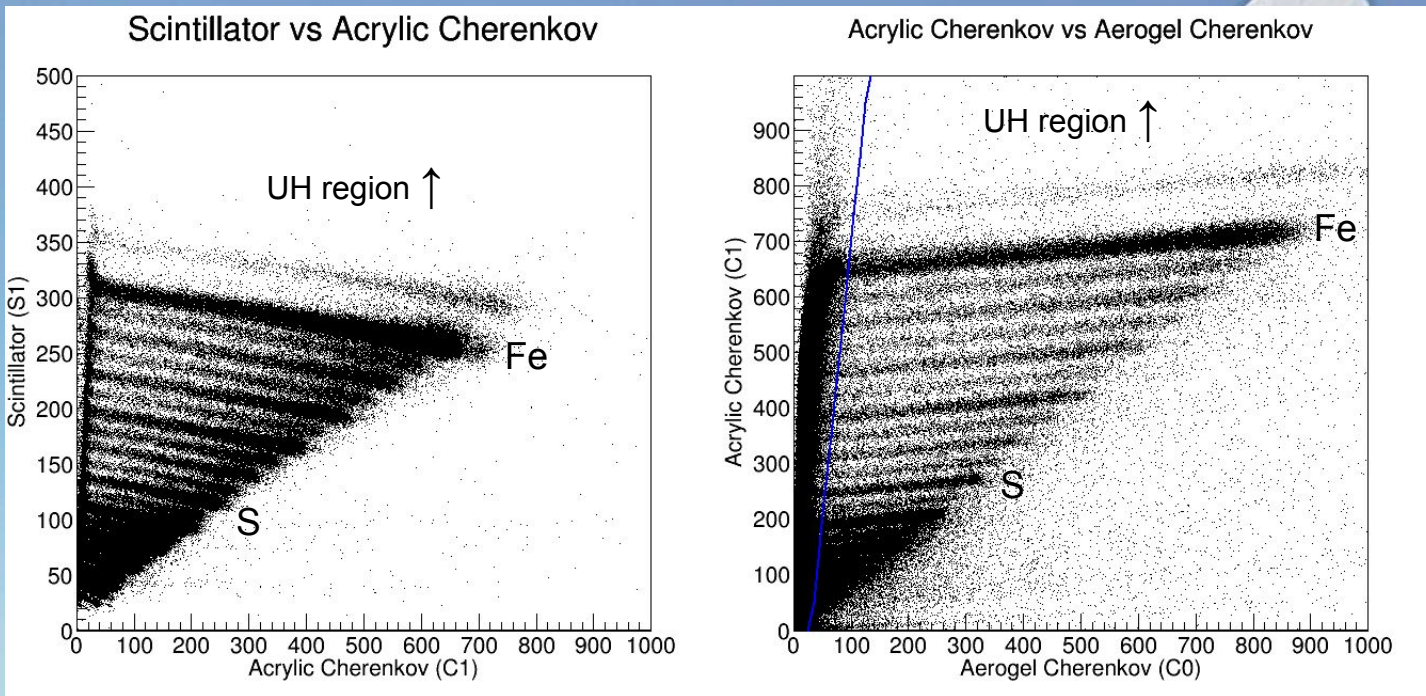 Scintillator vs Acrylic Cherenkov
500
450
400
350
300
250
200
150
100
50
0
Scintillator (S1)
UH region ↑
Fe
S
0 100 200 300 400 500 600 700 800 900 1000
Acrylic Cherenkov (C1)
Acrylic Cherenkov vs Aerogel Cherenkov
900
800
700
600
500
400
300
200
100
0
Acrylic Cherenkov (C1)
UH region ↑
Fe
S
0 100 200 300 400 500 600 700 800 900 1000
Aerogel Cherenkov (C0)